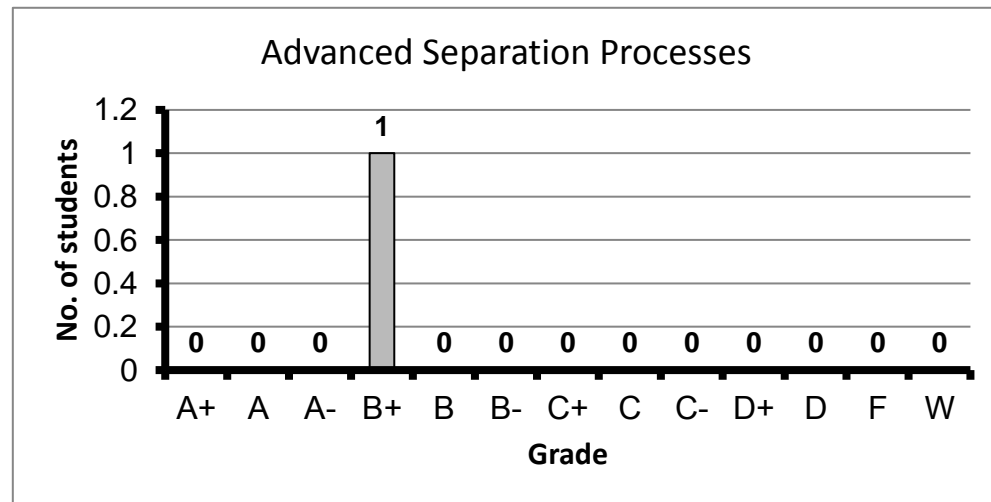 Advanced Separation Processes
No. of students
1.2
1
0.8
0.6
0.4
0.2
0
0 0 0 1 0 0 0 0 0 0 0 0 0
A+ A A- B+ B B- C+ C C- D+ D F W
Grade